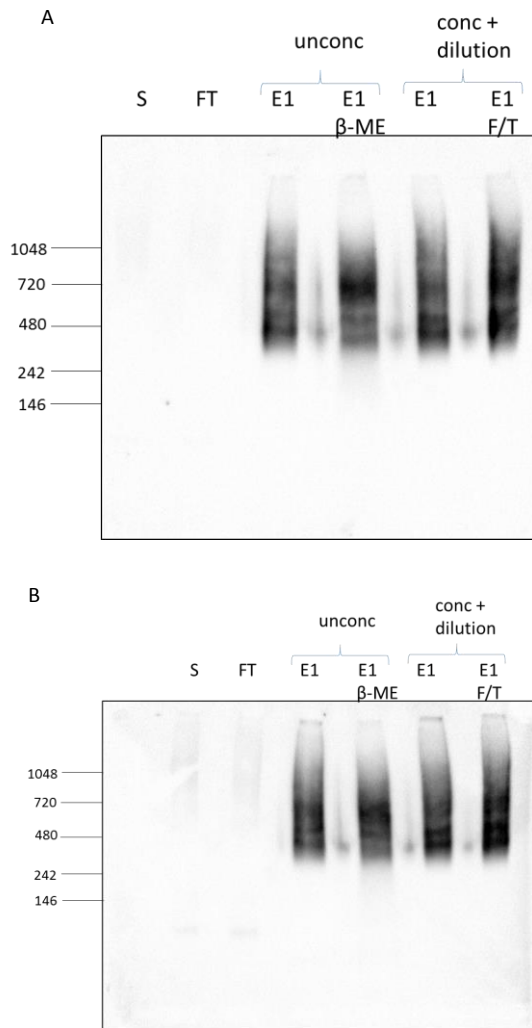 A
unconc
conc +
dilution
S FT E1 E1 E1 E1
β-ME F/T
1048
720
480
242
146
B
unconc
conc +
dilution
S FT E1 E1 E1 E1
β-ME F/T
1048
720
480
242
146